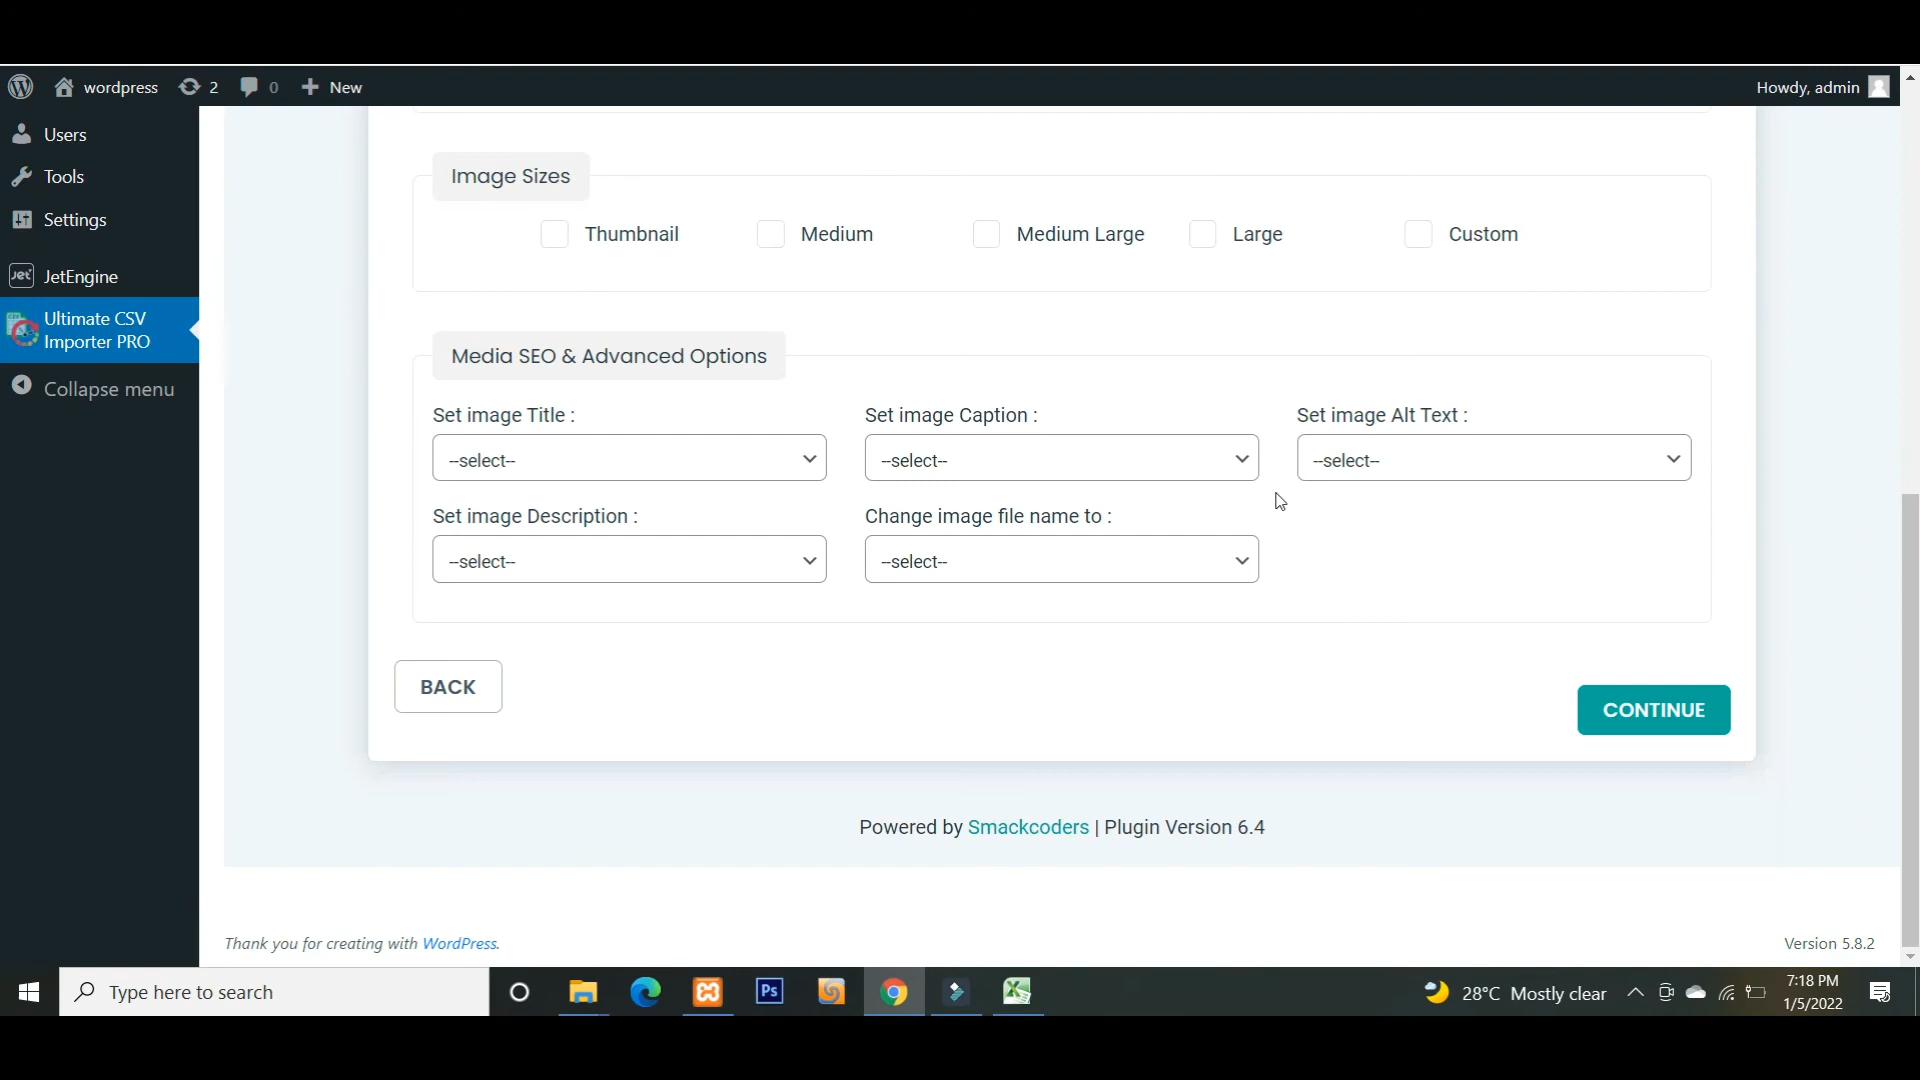 wordpress 2 0 New Howdy, admin
Users
Tools
Settings
JetEngine
Ultimate CSV
Importer PRO
Collapse menu
Image Sizes
Thumbnail Medium Medium Large Large Custom
Media SEO & Advanced Options
Set image Title : Set image Caption : Set image Alt Text :
--select-- --select-- --select--
Set image Description : Change image file name to :
--select-- --select--
BACK
CONTINUE
Powered by Smackcoders | Plugin Version 6.4
Thank you for creating with WordPress. Version 5.8.2
Type here to search
Ps
28°C Mostly clear
7:18 PM
1/5/2022